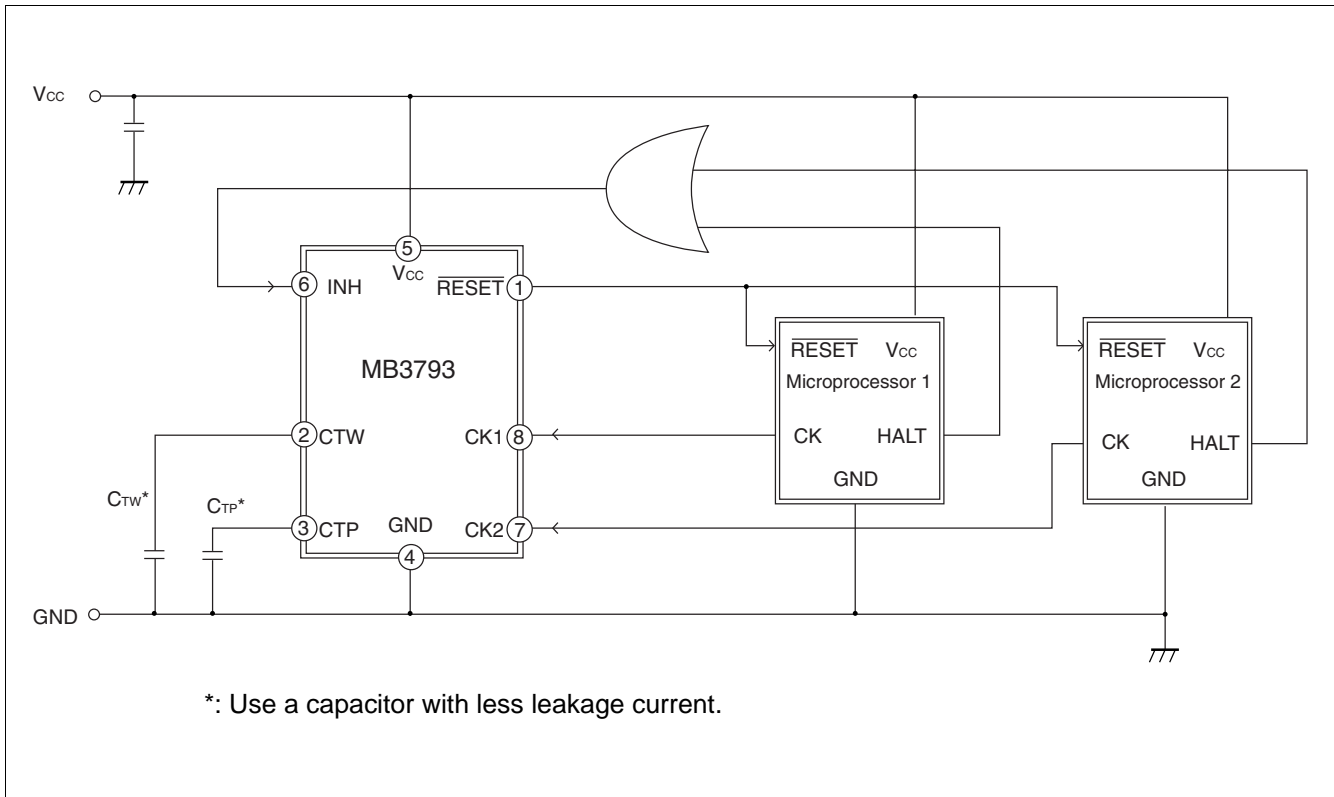 VCC
5
VCC
6 INH
RESET 1
MB3793
RESET VCC
Microprocessor 1
RESET VCC
Microprocessor 2
2 CTW
CK1 8
CK HALT
CK HALT
GND
GND
CTW*
CTP*
3 CTP
GND
CK2 7
4
GND
*: Use a capacitor with less leakage current.